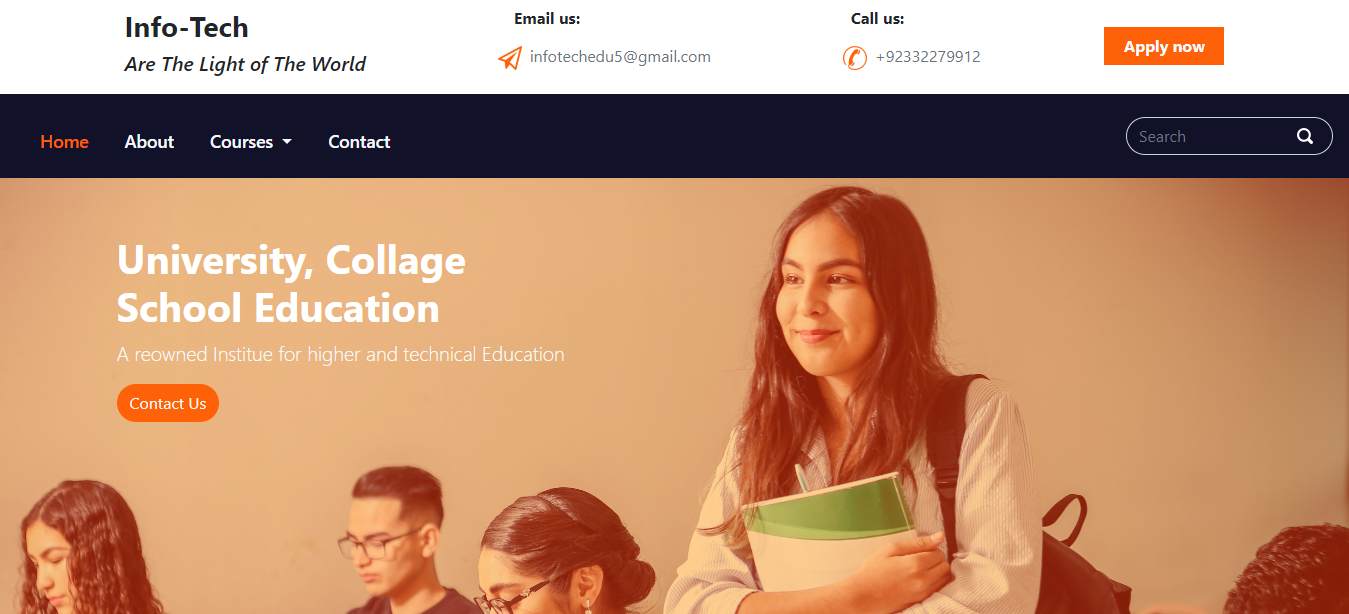 Info-Tech
Are The Light of The World
Email us:
infotechedu5@gmail.com
Call us:
+92332279912
Apply now
Home About Courses Contact
Search
University, Collage
School Education
A reowned Institue for higher and technical Education
Contact Us